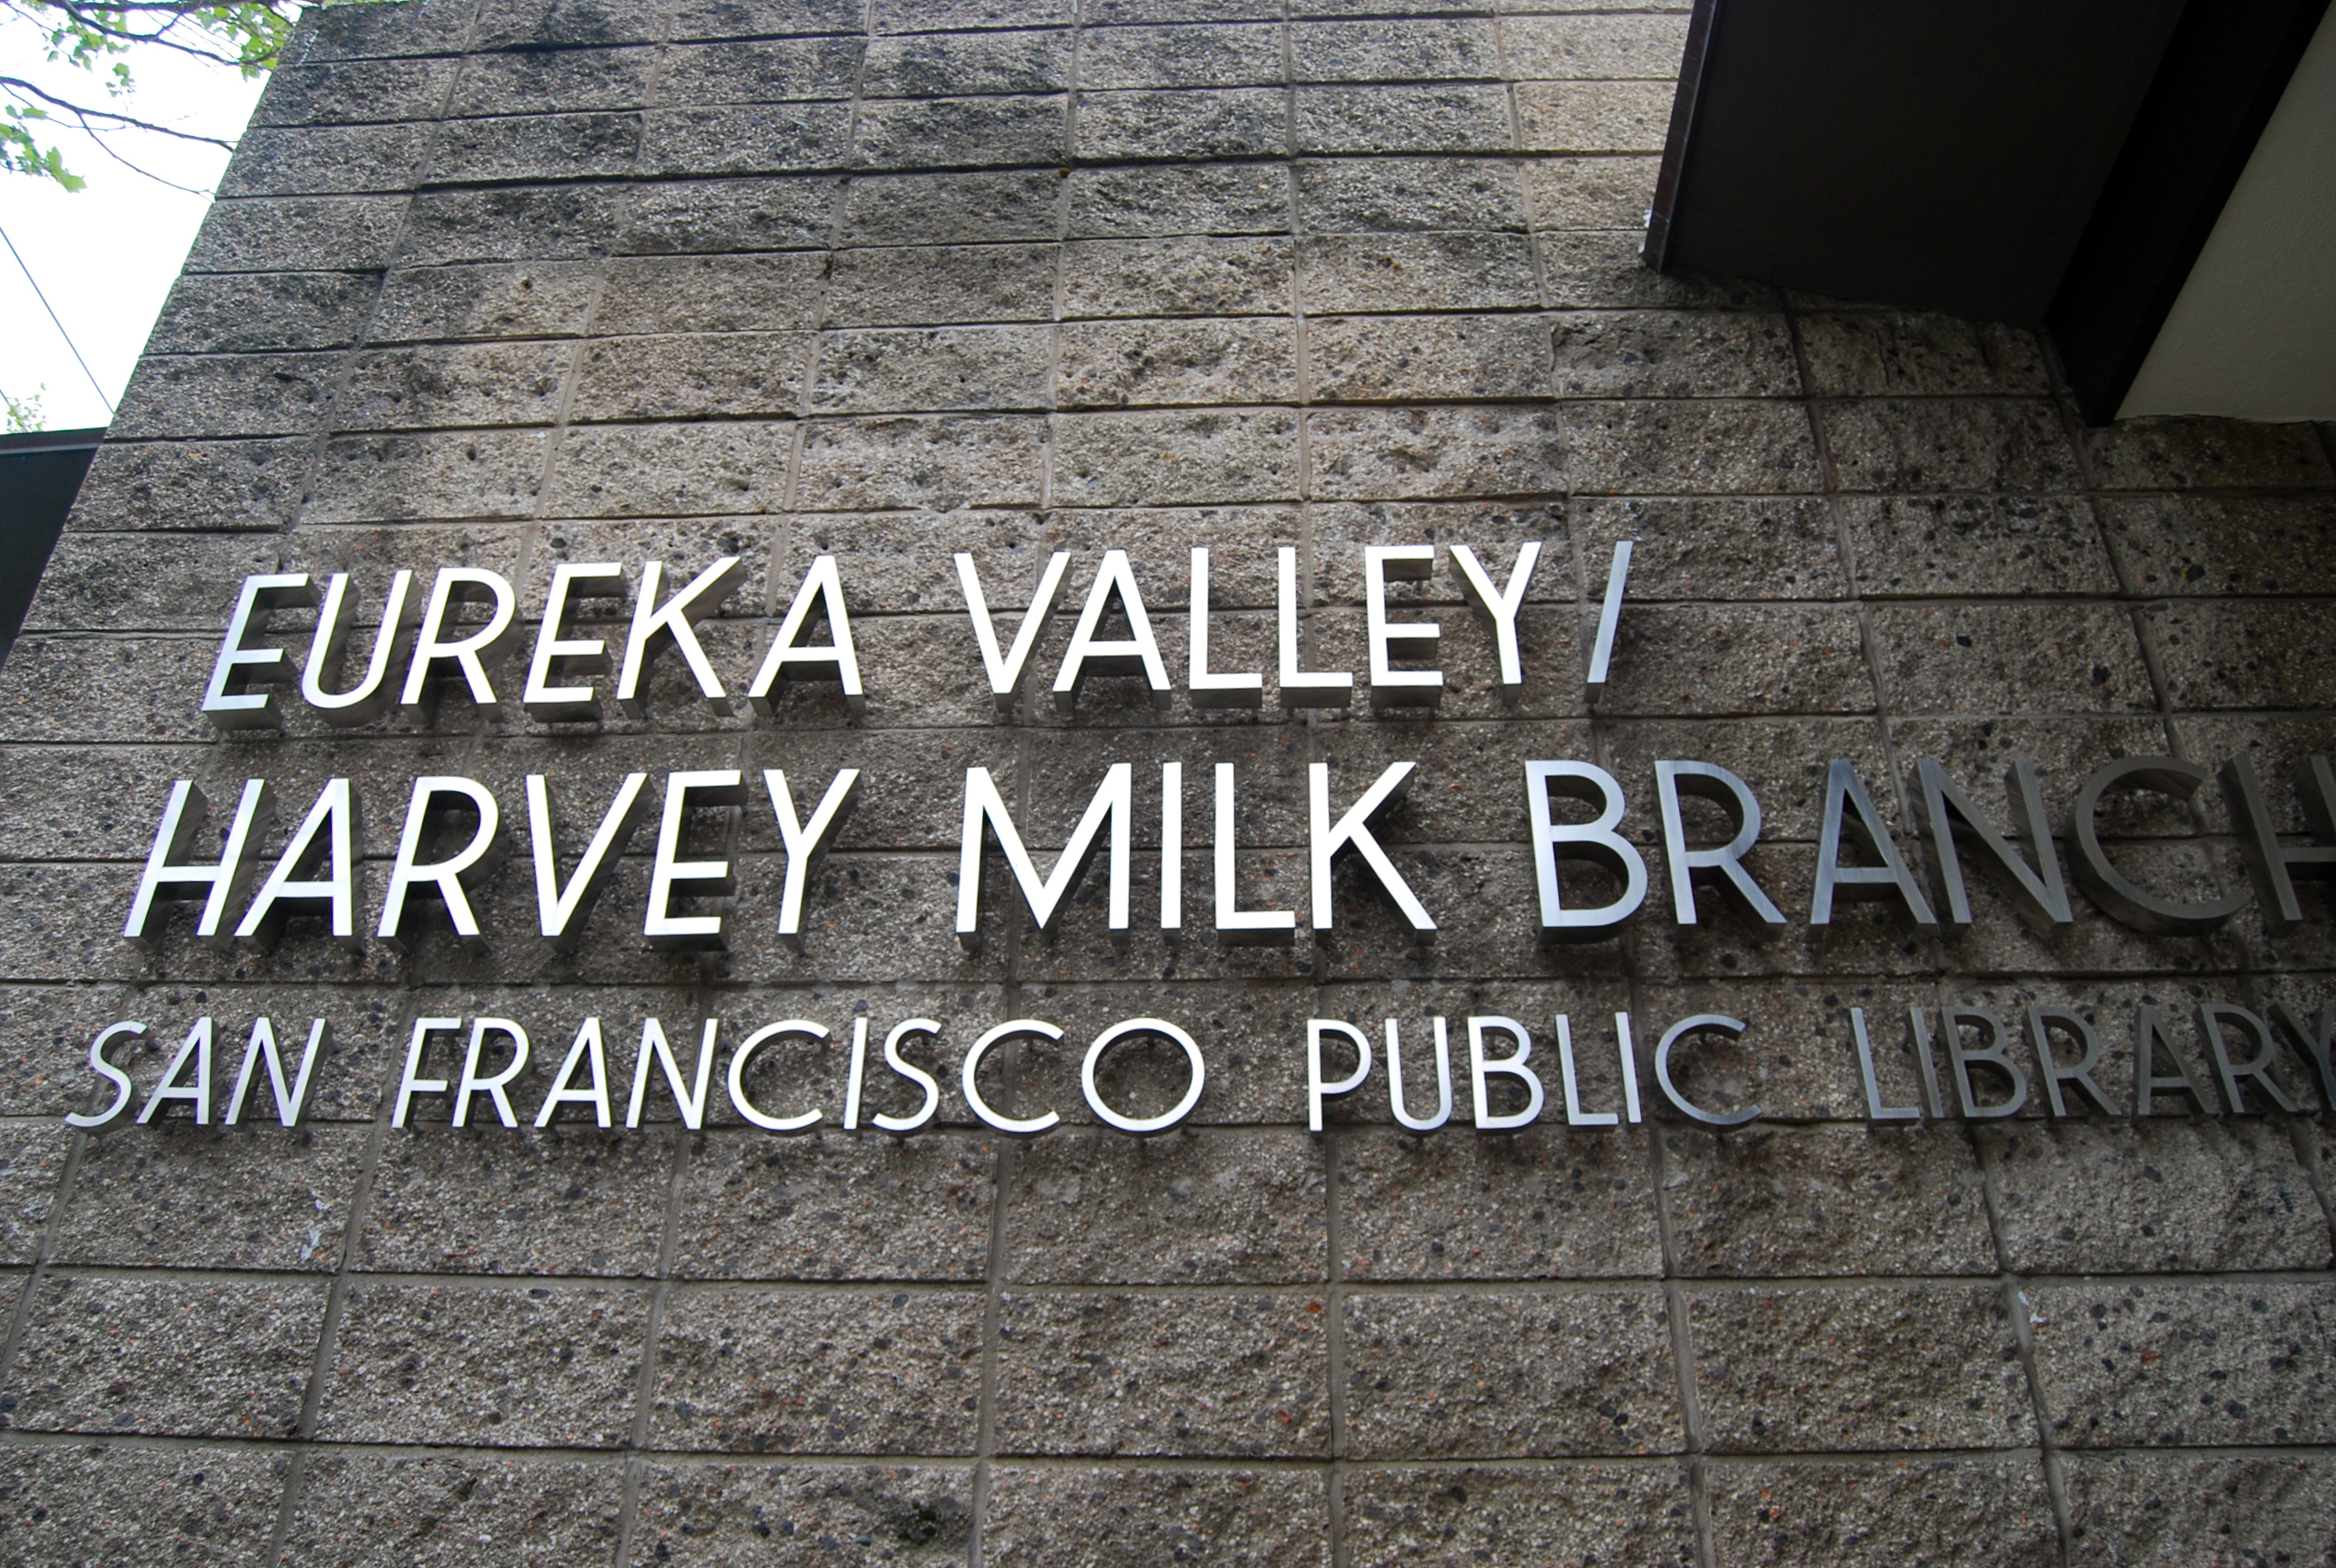 EUREKA VALLEY /
HARVEY MILK BRANCH
SAN FRANCISCO PUBLIC LIBRARY